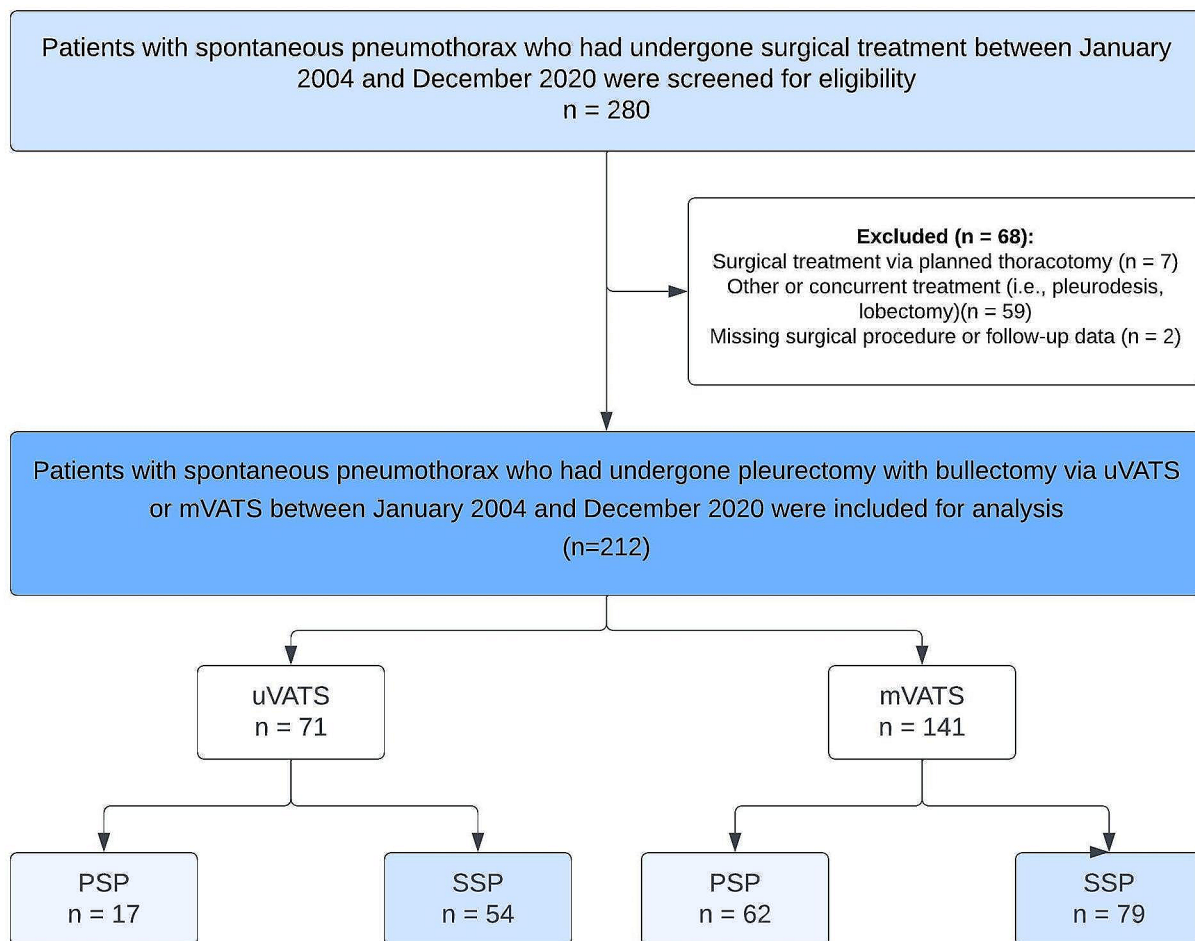 Patients with spontaneous pneumothorax who had undergone surgical treatment between January
2004 and December 2020 were screened for eligibility
n = 280
Excluded (n = 68):
Surgical treatment via planned thoracotomy (n = 7)
Other or concurrent treatment (i.e., pleurodesis,
lobectomy)(n = 59)
Missing surgical procedure or follow-up data (n = 2)
Patients with spontaneous pneumothorax who had undergone pleurectomy with bullectomy via uVATS
or mVATS between January 2004 and December 2020 were included for analysis
(n=212)
uVATS
n = 71
mVATS
n = 141
PSP
n = 17
SSP
n = 54
PSP
n = 62
SSP
n = 79